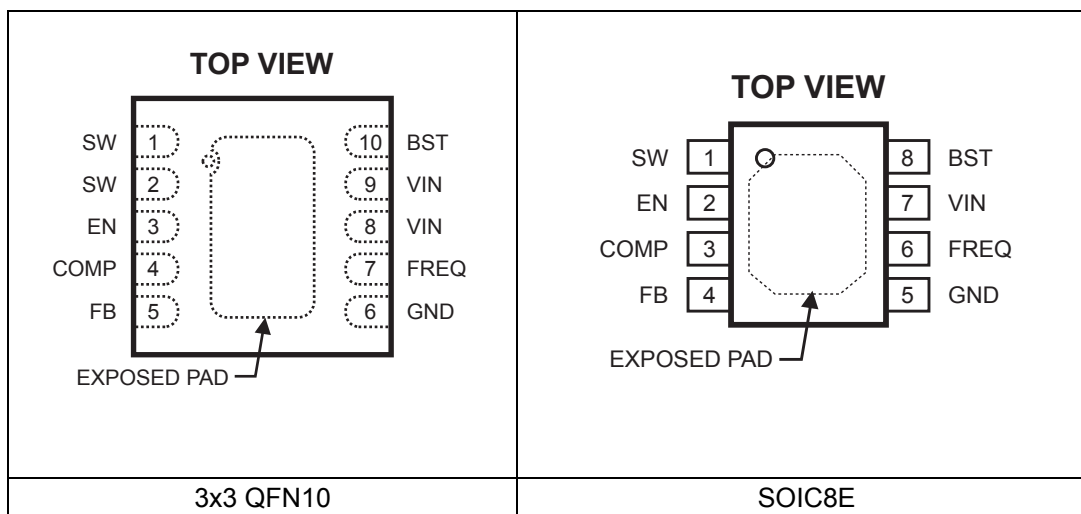 TOP VIEW
SW 1 10 BST
SW 2 9 VIN
EN 3 8 VIN
COMP 4 7 FREQ
FB 5 6 GND
EXPOSED PAD
3x3 QFN10
TOP VIEW
SW 1 8 BST
EN 2 7 VIN
COMP 3 6 FREQ
FB 4 5 GND
EXPOSED PAD
SOIC8E